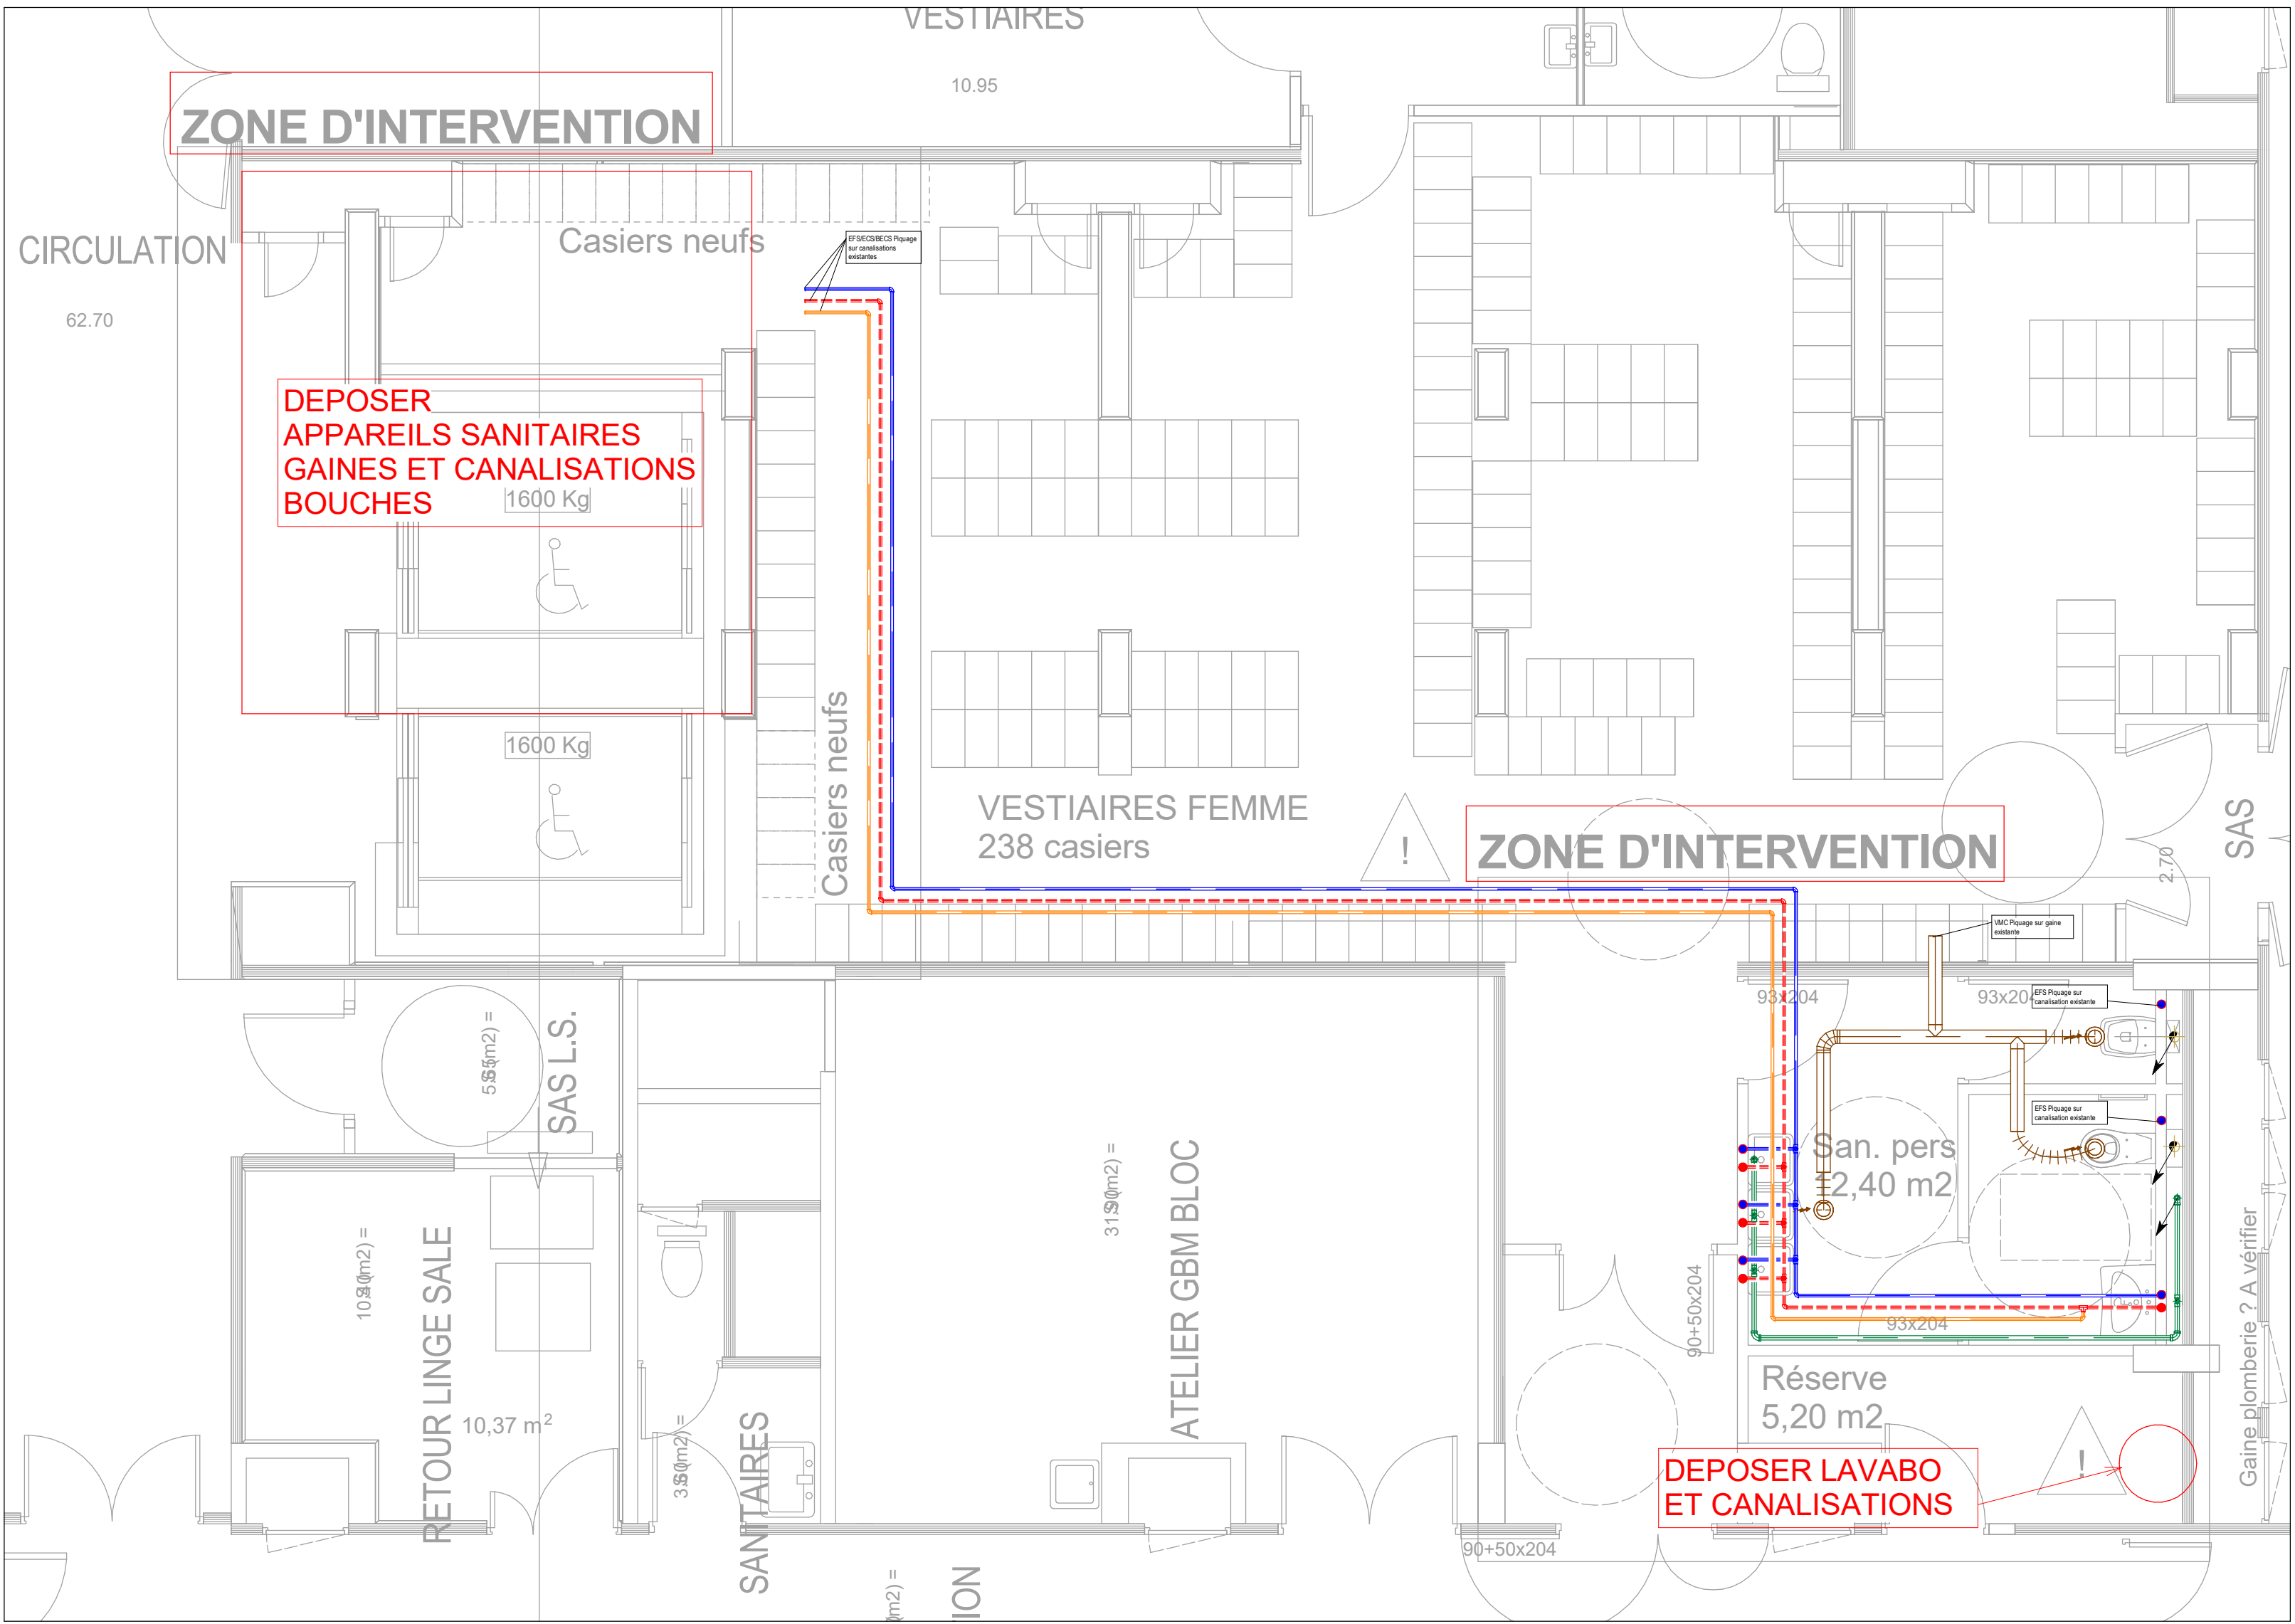 VESTIAIRES
10.95
ZONE D'INTERVENTION
CIRCULATION
62.70
Casiers neufs
EFS/ECS/BECS Piquage
sur canalisations
existantes
DEPOSER
APPAREILS SANITAIRES
GAINES ET CANALISATIONS
BOUCHES
1600 Kg
1600 Kg
Casiers neufs
VESTIAIRES FEMME
238 casiers
!
ZONE D'INTERVENTION
2.70
SAS
VMC Piquage sur gaine
existante
93x204
93x204
EFS Piquage sur
canalisation existante
EFS Piquage sur
canalisation existante
SAS L.S.
San. pers
12,40 m2
RETOUR LINGE SALE
10,37 m2
SANITAIRES
ATELIER GBM BLOC
90+50x204
93x204
Réserve
5,20 m2
Gaine plomberie ? A vérifier
!
DEPOSER LAVABO
ET CANALISATIONS
90+50x204
m2) =
ION